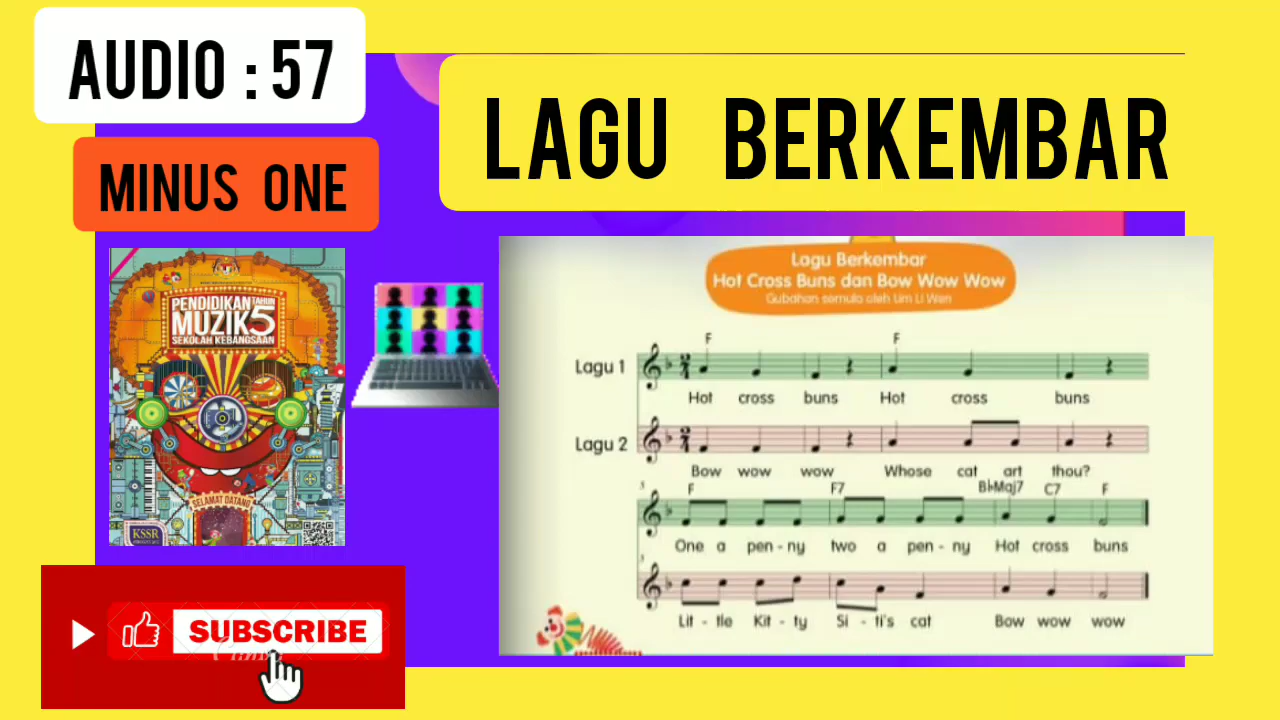 AUDIO : 57
MINUS ONE
LAGU BERKEMBAR
PENDIDIKAN TAHUN
MUZIK 5
SEKOLAH KEBANGSAAN
SELAMAT DATANG
KSSR
SUBSCRIBE
Lagu Berkembar
Hot Cross Buns dan Bow Wow Wow
Gubahan semula oleh Lim Li Wen
F F
Lagu 1
Hot cross buns Hot cross buns
Lagu 2
Bow wow wow Whose cat art thou?
F F7 B♭Maj7 C7 F
One a pen - ny two a pen - ny Hot cross buns
Lit - tle Kit - ty Si - ti's cat Bow wow wow